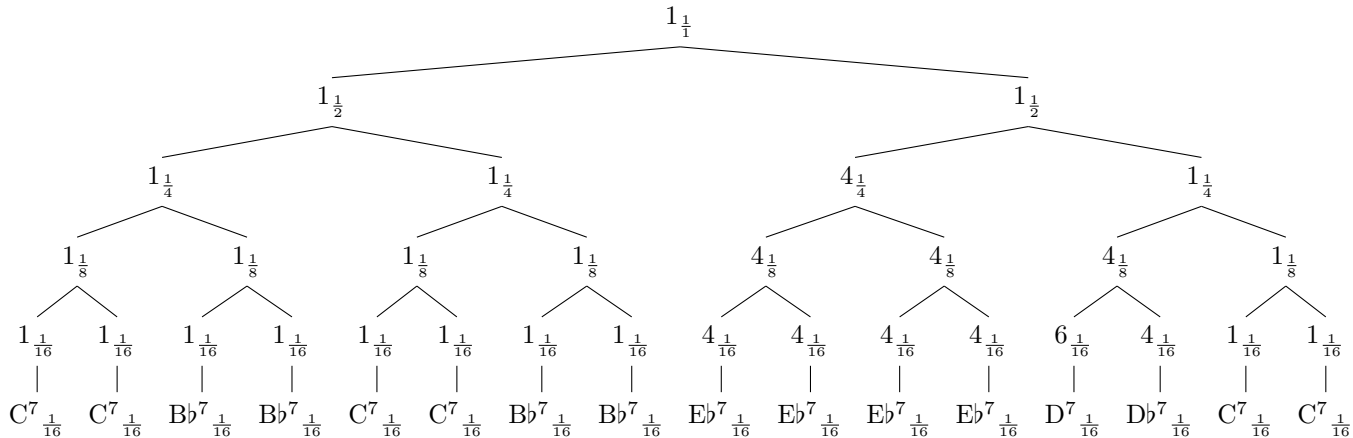 1 1/1
1 1/2 1 1/2
1 1/4 1 1/4 4 1/4 1 1/4
1 1/8 1 1/8 1 1/8 1 1/8 4 1/8 4 1/8 4 1/8 1 1/8
1 1/16 1 1/16 1 1/16 1 1/16 1 1/16 1 1/16 1 1/16 1 1/16 4 1/16 4 1/16 4 1/16 4 1/16 6 1/16 4 1/16 1 1/16 1 1/16
C⁷ 1/16 C⁷ 1/16 B♭⁷ 1/16 B♭⁷ 1/16 C⁷ 1/16 C⁷ 1/16 B♭⁷ 1/16 B♭⁷ 1/16 E♭⁷ 1/16 E♭⁷ 1/16 E♭⁷ 1/16 E♭⁷ 1/16 D⁷ 1/16 D♭⁷ 1/16 C⁷ 1/16 C⁷ 1/16